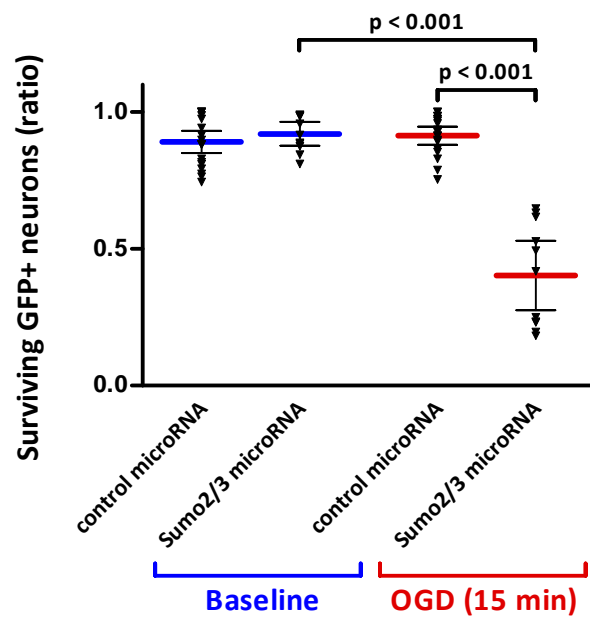 p < 0.001
p < 0.001
Surviving GFP+ neurons (ratio)
1.0
0.5
0.0
control microRNA
Sumo2/3 microRNA
control microRNA
Sumo2/3 microRNA
Baseline
OGD (15 min)